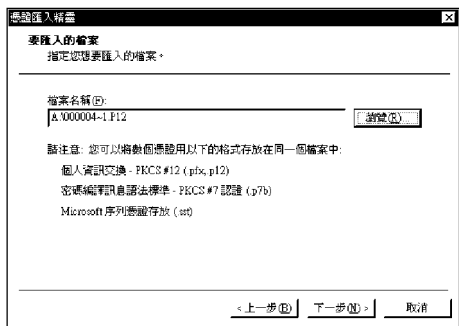 憑證匯入精靈
要匯入的檔案
指定您想要匯入的檔案。
檔案名稱(F):
A:\000004~1.P12
瀏覽(R)...
請注意: 您可以將數個憑證用以下的格式存放在同一個檔案中:
個人資訊交換 - PKCS #12 (.pfx,.p12)
密碼編譯訊息語法標準 - PKCS #7 認證 (.p7b)
Microsoft 序列憑證存放 (.sst)
< 上一步(B)
下一步(N) >
取消